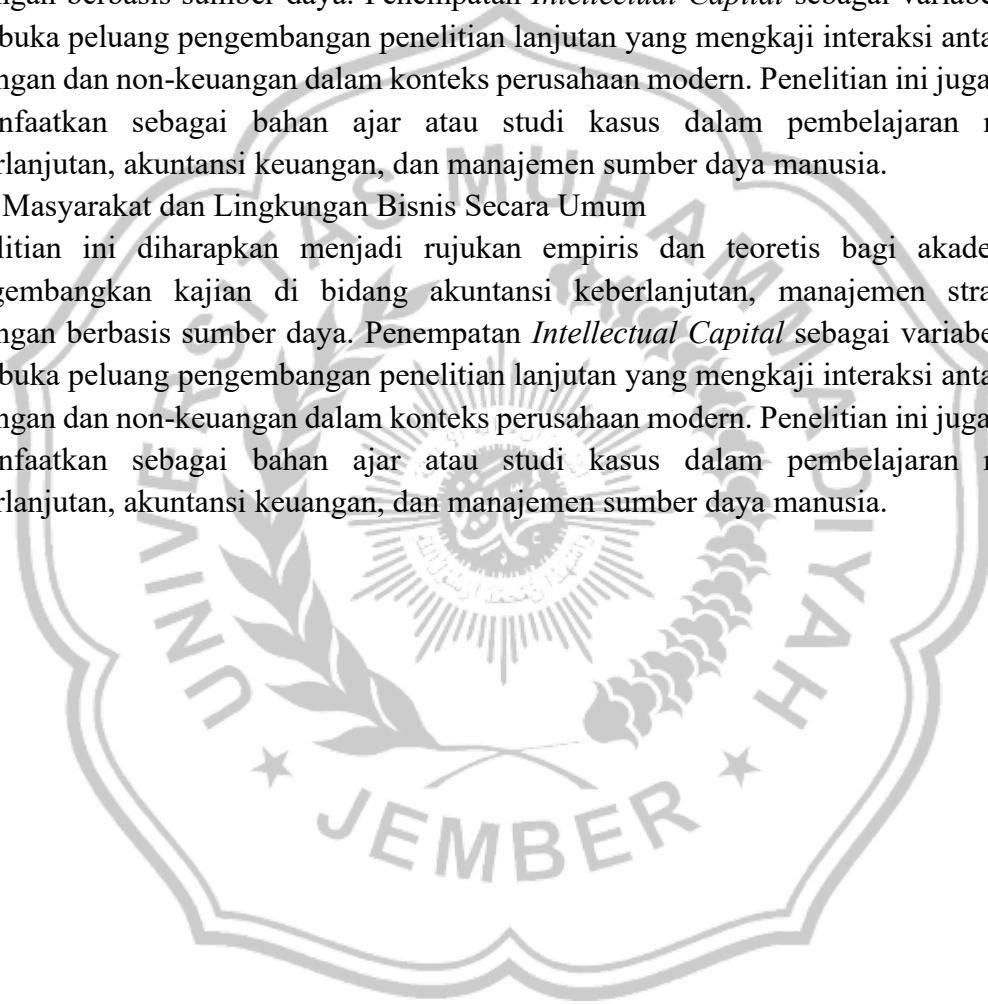 ngan berbasis sumber daya. Penempatan Intellectual Capital sebagai variabe
buka peluang pengembangan penelitian lanjutan yang mengkaji interaksi anta
ngan dan non-keuangan dalam konteks perusahaan modern. Penelitian ini juga
nfaatkan sebagai bahan ajar atau studi kasus dalam pembelajaran
rlanjutan, akuntansi keuangan, dan manajemen sumber daya manusia.
Masyarakat dan Lingkungan Bisnis Secara Umum
litian ini diharapkan menjadi rujukan empiris dan teoretis bagi akade
gembangkan kajian di bidang akuntansi keberlanjutan, manajemen stra
ngan berbasis sumber daya. Penempatan Intellectual Capital sebagai variabe
buka peluang pengembangan penelitian lanjutan yang mengkaji interaksi anta
ngan dan non-keuangan dalam konteks perusahaan modern. Penelitian ini juga
nfaatkan sebagai bahan ajar atau studi kasus dalam pembelajaran
rlanjutan, akuntansi keuangan, dan manajemen sumber daya manusia.
UNIVERSITAS MUHAMMADIYAH
JEMBER